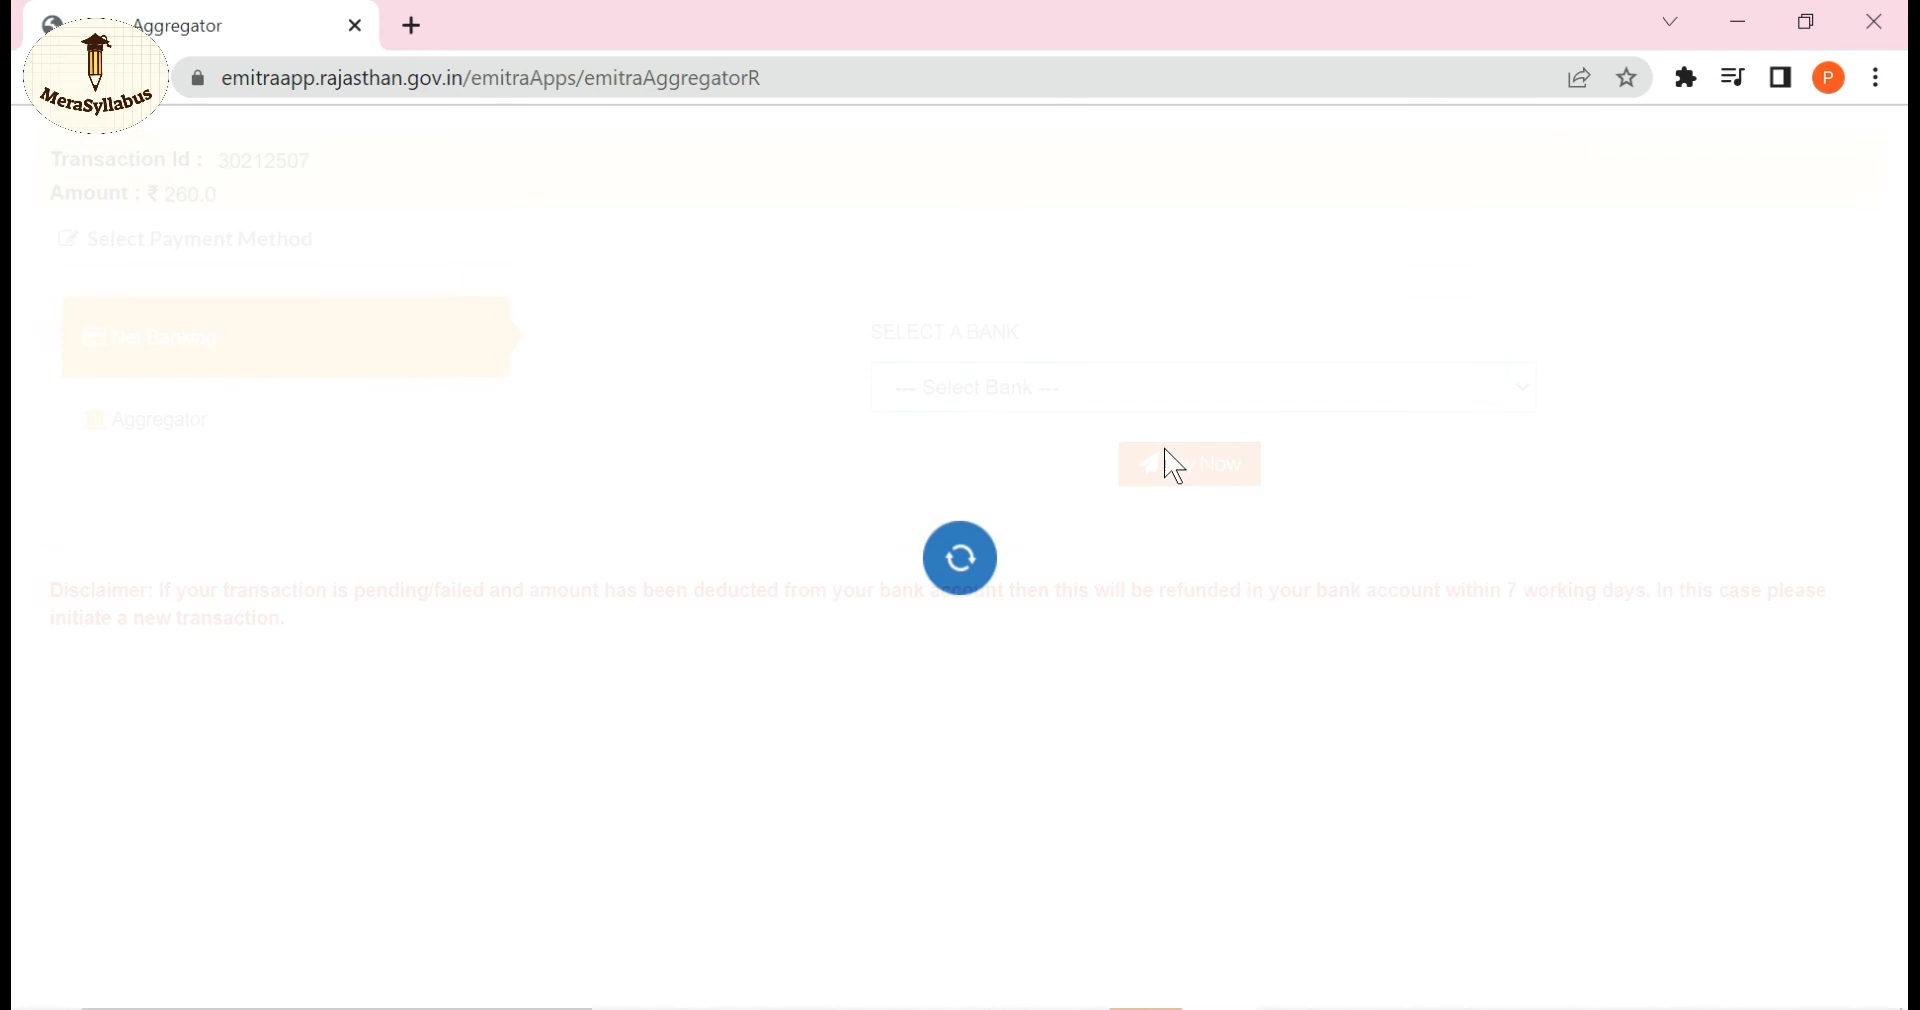 Aggregator
MeraSyllabus
emitraapp.rajasthan.gov.in/emitraApps/emitraAggregatorR
P
Transaction Id : 30212507
Amount : ₹ 260.0
Select Payment Method
Net Banking
SELECT A BANK
--- Select Bank ---
Aggregator
Now
Disclaimer: If your transaction is pending/failed and amount has been deducted from your bank account then this will be refunded in your bank account within 7 working days. In this case please
initiate a new transaction.